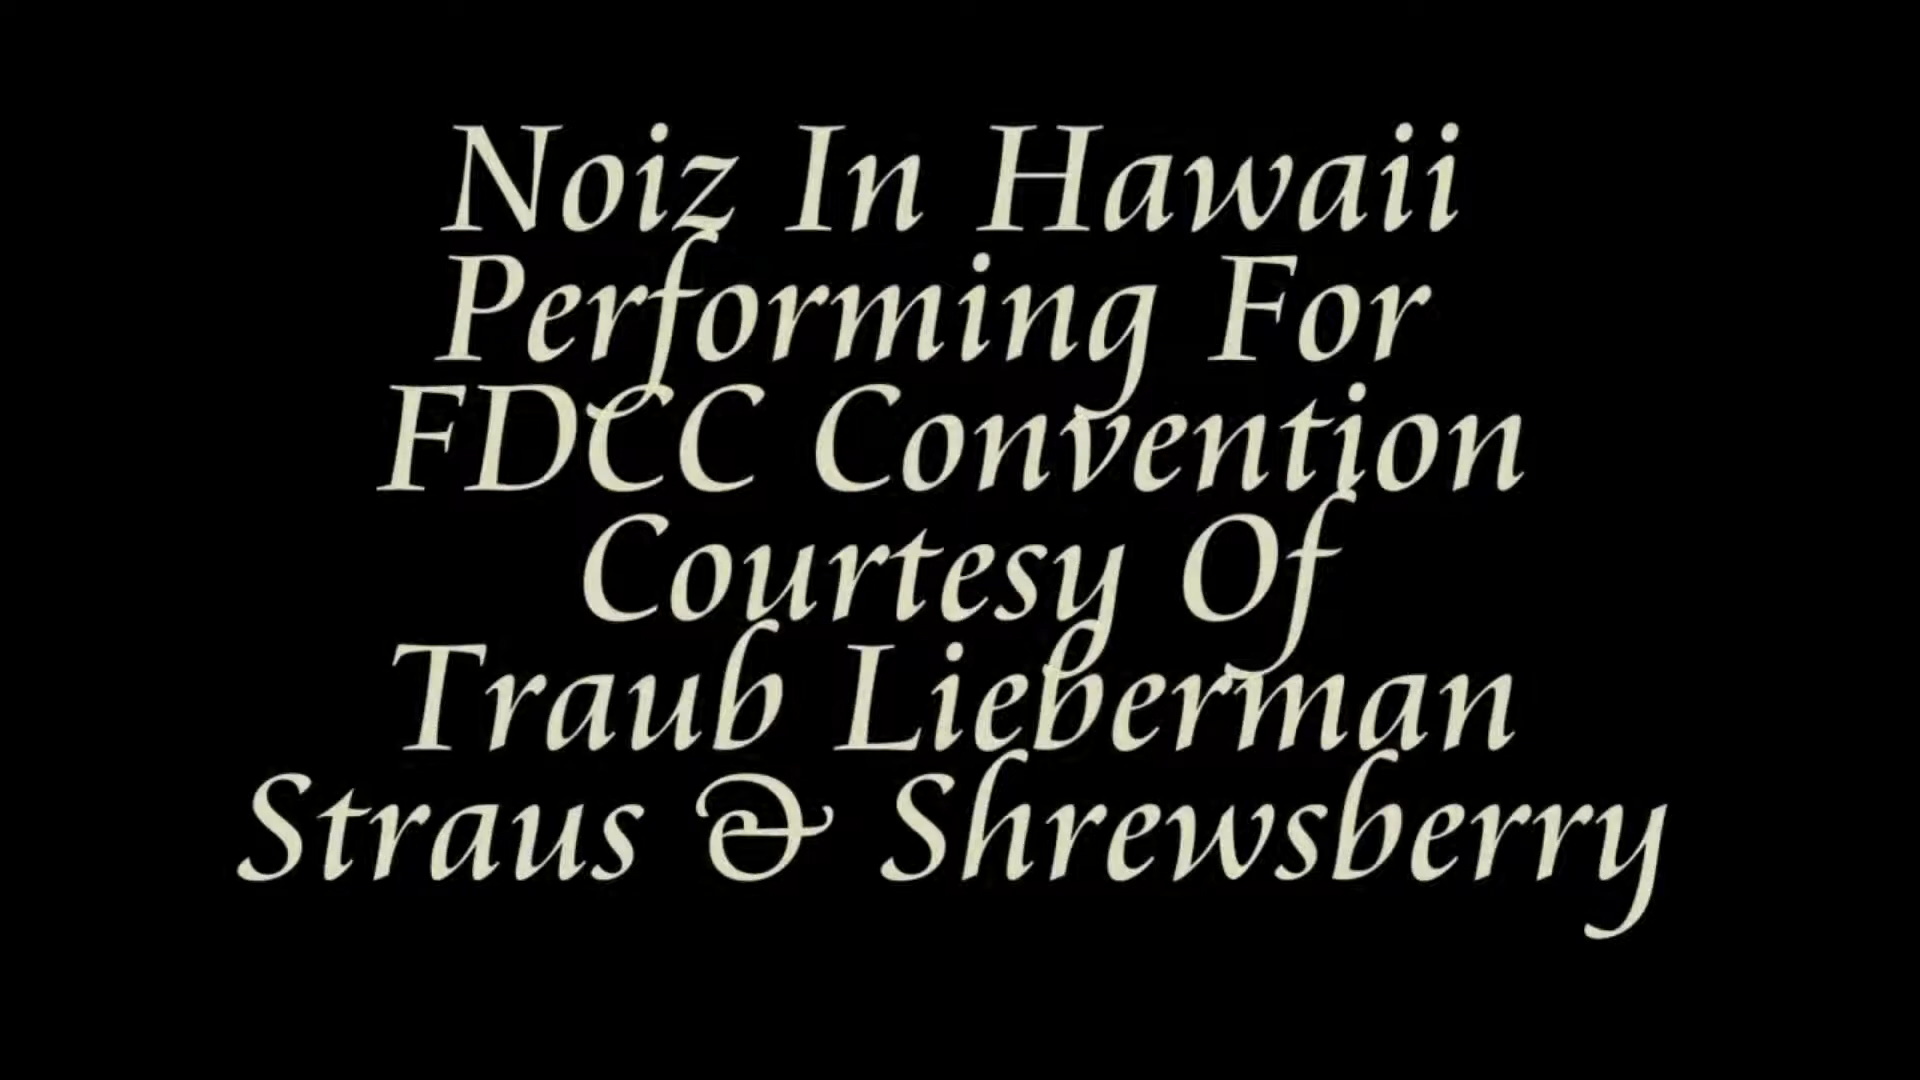 Noiz In Hawaii
Performing For
FDCC Convention
Courtesy Of
Traub Lieberman
Straus & Shrewsberry